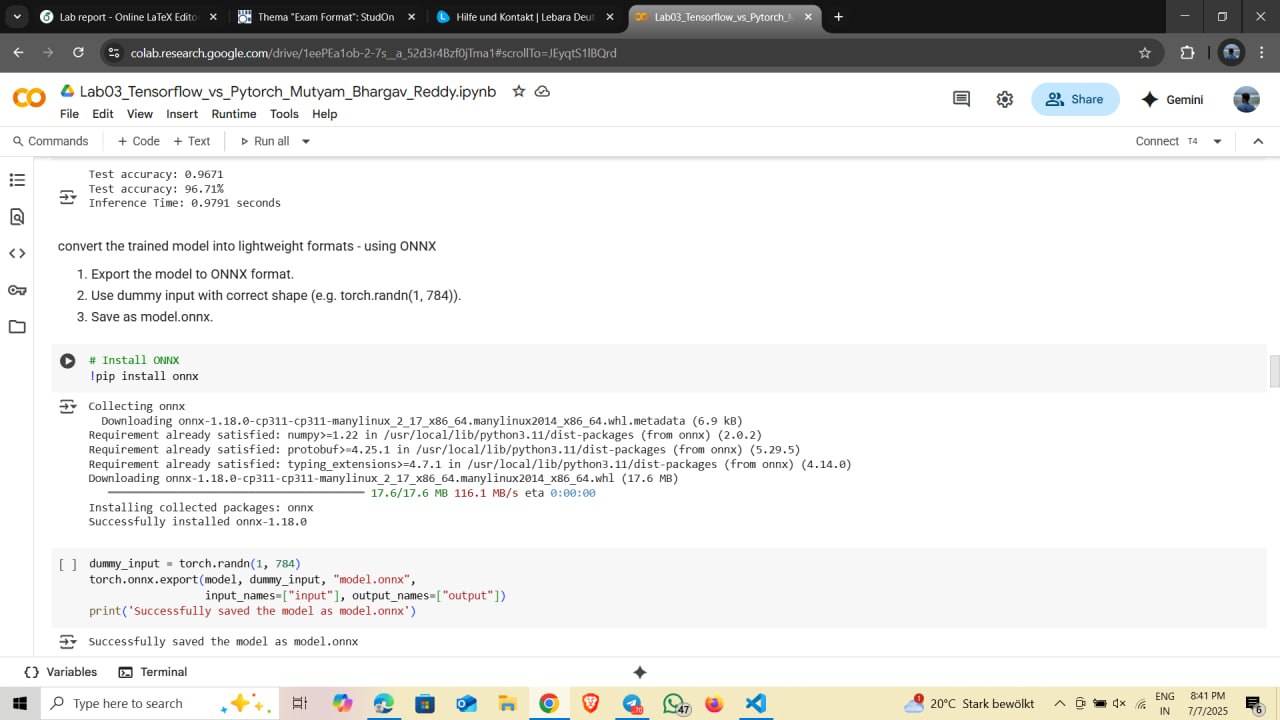 Lab report - Online LaTeX Edito
Thema "Exam Format": StudOn
Hilfe und Kontakt | Lebara Deut
Lab03_Tensorflow_vs_Pytorch_M
colab.research.google.com/drive/1eePEa1ob-2-7s__a_52d3r4Bzf0jTma1#scrollTo=JEyqtS1lBQrd
Lab03_Tensorflow_vs_Pytorch_Mutyam_Bhargav_Reddy.ipynb
Share
Gemini
File Edit View Insert Runtime Tools Help
Commands + Code + Text Run all
Connect T4
Test accuracy: 0.9671
Test accuracy: 96.71%
Inference Time: 0.9791 seconds
convert the trained model into lightweight formats - using ONNX
1. Export the model to ONNX format.
2. Use dummy input with correct shape (e.g. torch.randn(1, 784)).
3. Save as model.onnx.
# Install ONNX
!pip install onnx
Collecting onnx
Downloading onnx-1.18.0-cp311-cp311-manylinux_2_17_x86_64.manylinux2014_x86_64.whl.metadata (6.9 kB)
Requirement already satisfied: numpy>=1.22 in /usr/local/lib/python3.11/dist-packages (from onnx) (2.0.2)
Requirement already satisfied: protobuf>=4.25.1 in /usr/local/lib/python3.11/dist-packages (from onnx) (5.29.5)
Requirement already satisfied: typing_extensions>=4.7.1 in /usr/local/lib/python3.11/dist-packages (from onnx) (4.14.0)
Downloading onnx-1.18.0-cp311-cp311-manylinux_2_17_x86_64.manylinux2014_x86_64.whl (17.6 MB)
17.6/17.6 MB 116.1 MB/s eta 0:00:00
Installing collected packages: onnx
Successfully installed onnx-1.18.0
[ ] dummy_input = torch.randn(1, 784)
torch.onnx.export(model, dummy_input, "model.onnx",
input_names=["input"], output_names=["output"])
print('Successfully saved the model as model.onnx')
Successfully saved the model as model.onnx
{} Variables Terminal
Type here to search
47
1
20°C Stark bewölkt
ENG
IN
8:41 PM
7/7/2025
6